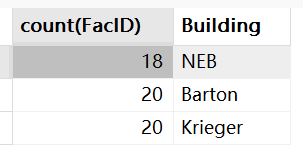 count(FacID) Building
18 NEB
20 Barton
20 Krieger